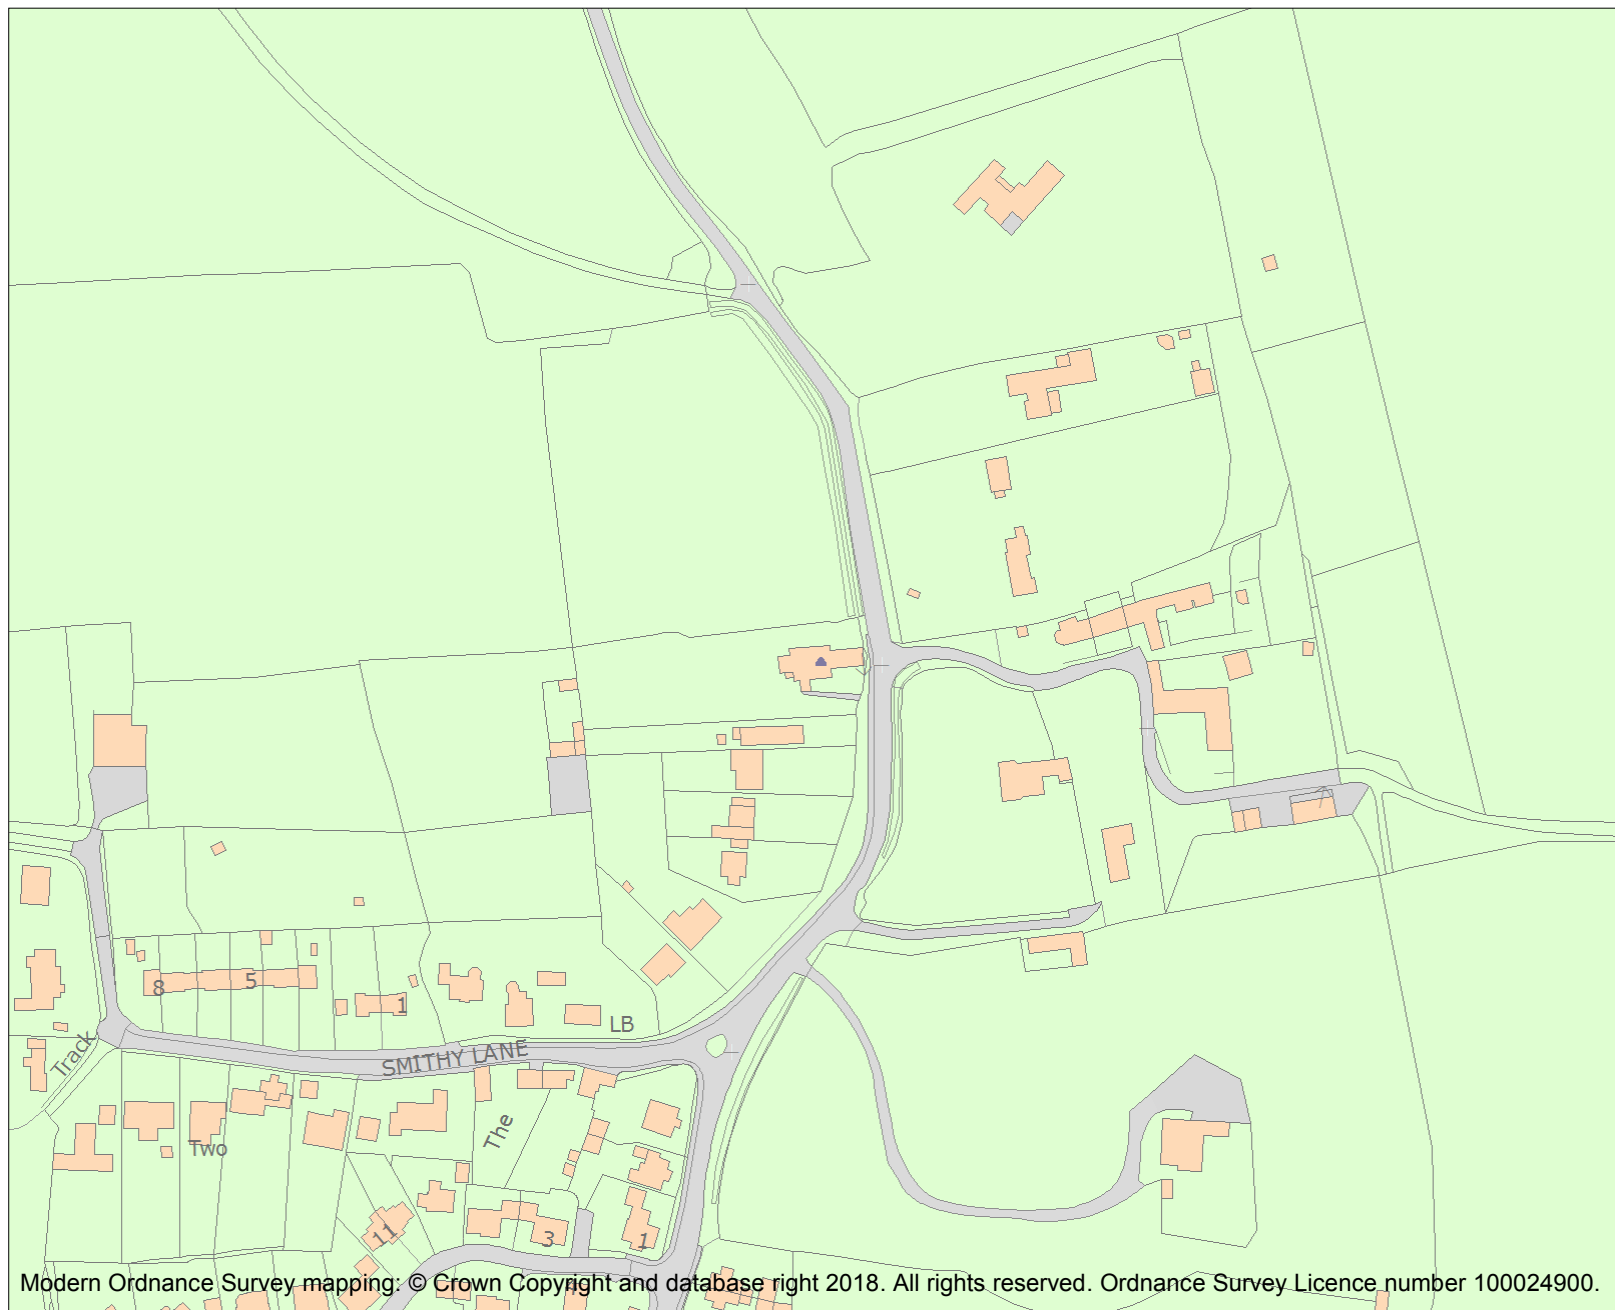 8
5
1
LB
Track
SMITHY LANE
The
Two
11
3
1
4
Modern Ordnance Survey mapping: © Crown Copyright and database right 2018. All rights reserved. Ordnance Survey Licence number 100024900.